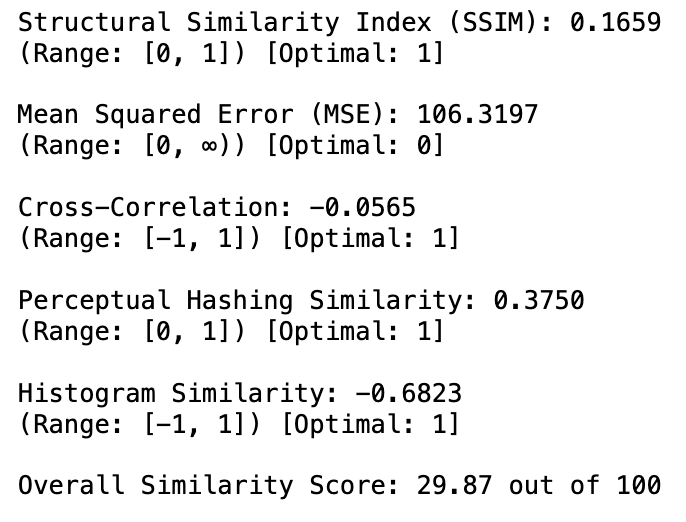 Structural Similarity Index (SSIM): 0.1659
(Range: [0, 1]) [Optimal: 1]
Mean Squared Error (MSE): 106.3197
(Range: [0, ∞)) [Optimal: 0]
Cross-Correlation: -0.0565
(Range: [-1, 1]) [Optimal: 1]
Perceptual Hashing Similarity: 0.3750
(Range: [0, 1]) [Optimal: 1]
Histogram Similarity: -0.6823
(Range: [-1, 1]) [Optimal: 1]
Overall Similarity Score: 29.87 out of 100